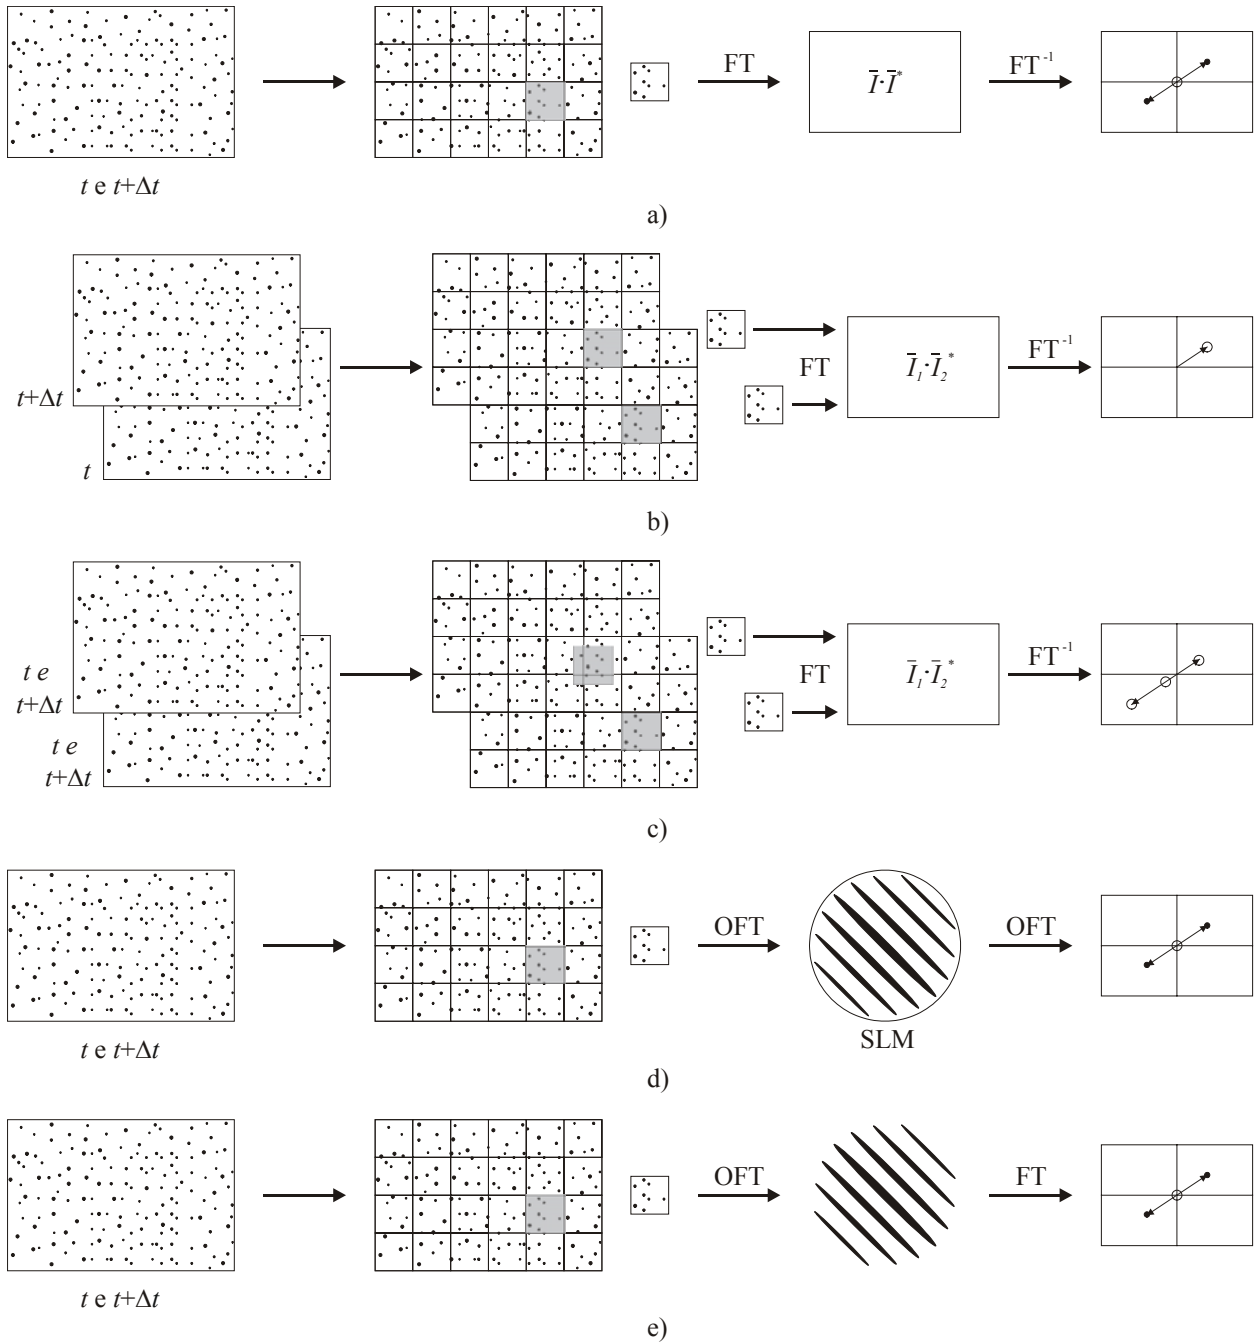 FT
Ī·Ī*
FT⁻¹
t e t+Δt
a)
t+Δt
t
FT
Ī₁·Ī₂*
FT⁻¹
b)
t e
t+Δt
t e
t+Δt
FT
Ī₁·Ī₂*
FT⁻¹
c)
OFT
OFT
SLM
t e t+Δt
d)
OFT
FT
t e t+Δt
e)